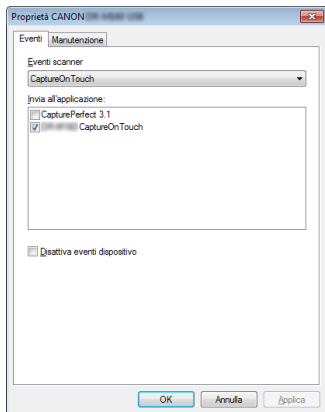 Proprietà CANON
Eventi
Manutenzione
Eventi scanner
CaptureOnTouch
Invia all'applicazione:
CapturePerfect 3.1
CaptureOnTouch
Disattiva eventi dispositivo
OK
Annulla
Applica